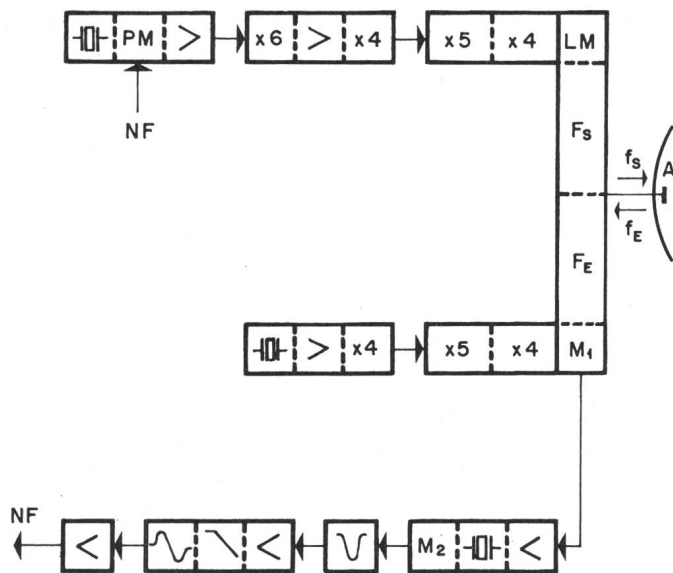 PM >
x6 > x4
x5 x4 LM
NF
FS
fS
A
fE
FE
> x4
x5 x4 M1
NF
< < M2 <